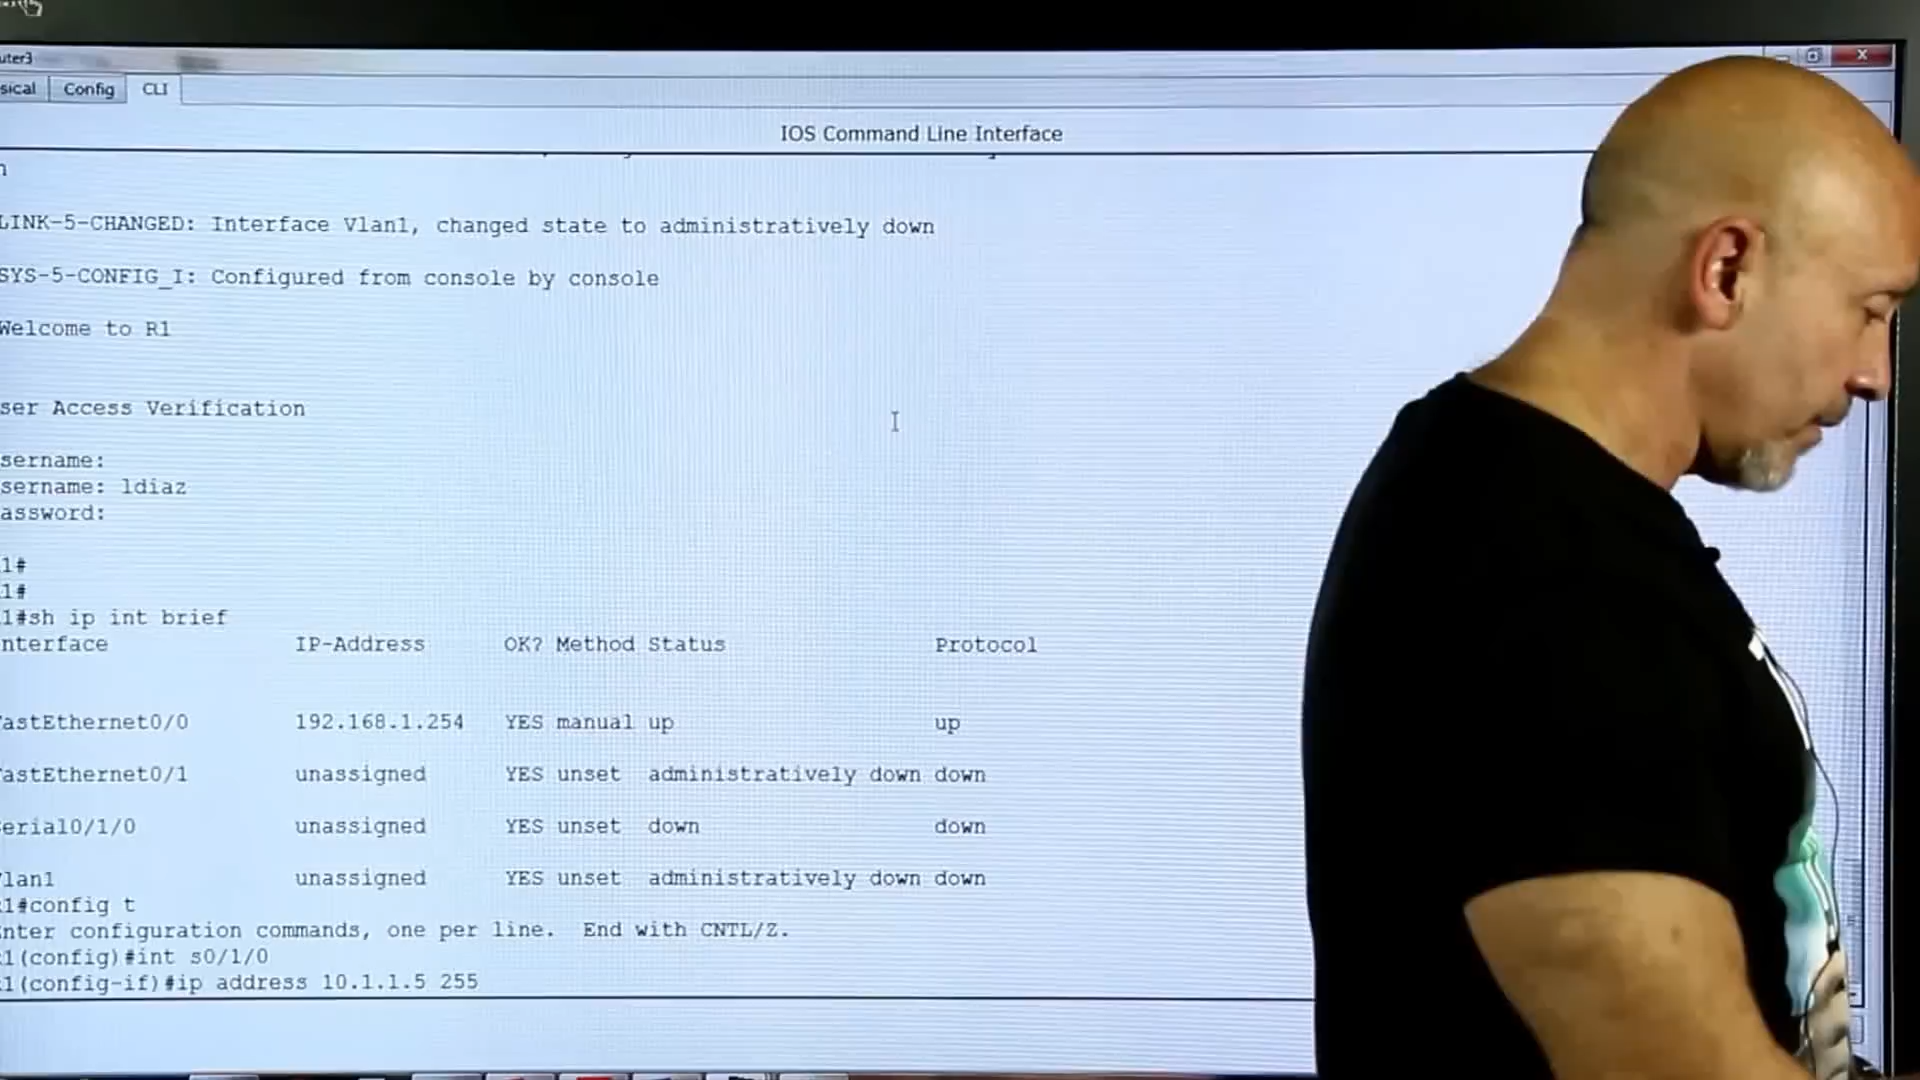 uter3
sical Config CLI
IOS Command Line Interface
LINK-5-CHANGED: Interface Vlan1, changed state to administratively down
SYS-5-CONFIG_I: Configured from console by console
Welcome to R1
ser Access Verification
sername:
sername: ldiaz
assword:
1#
1#
1#sh ip int brief
nterface IP-Address OK? Method Status Protocol
astEthernet0/0 192.168.1.254 YES manual up up
astEthernet0/1 unassigned YES unset administratively down down
erial0/1/0 unassigned YES unset down down
lan1 unassigned YES unset administratively down down
1#config t
nter configuration commands, one per line. End with CNTL/Z.
1(config)#int s0/1/0
1(config-if)#ip address 10.1.1.5 255